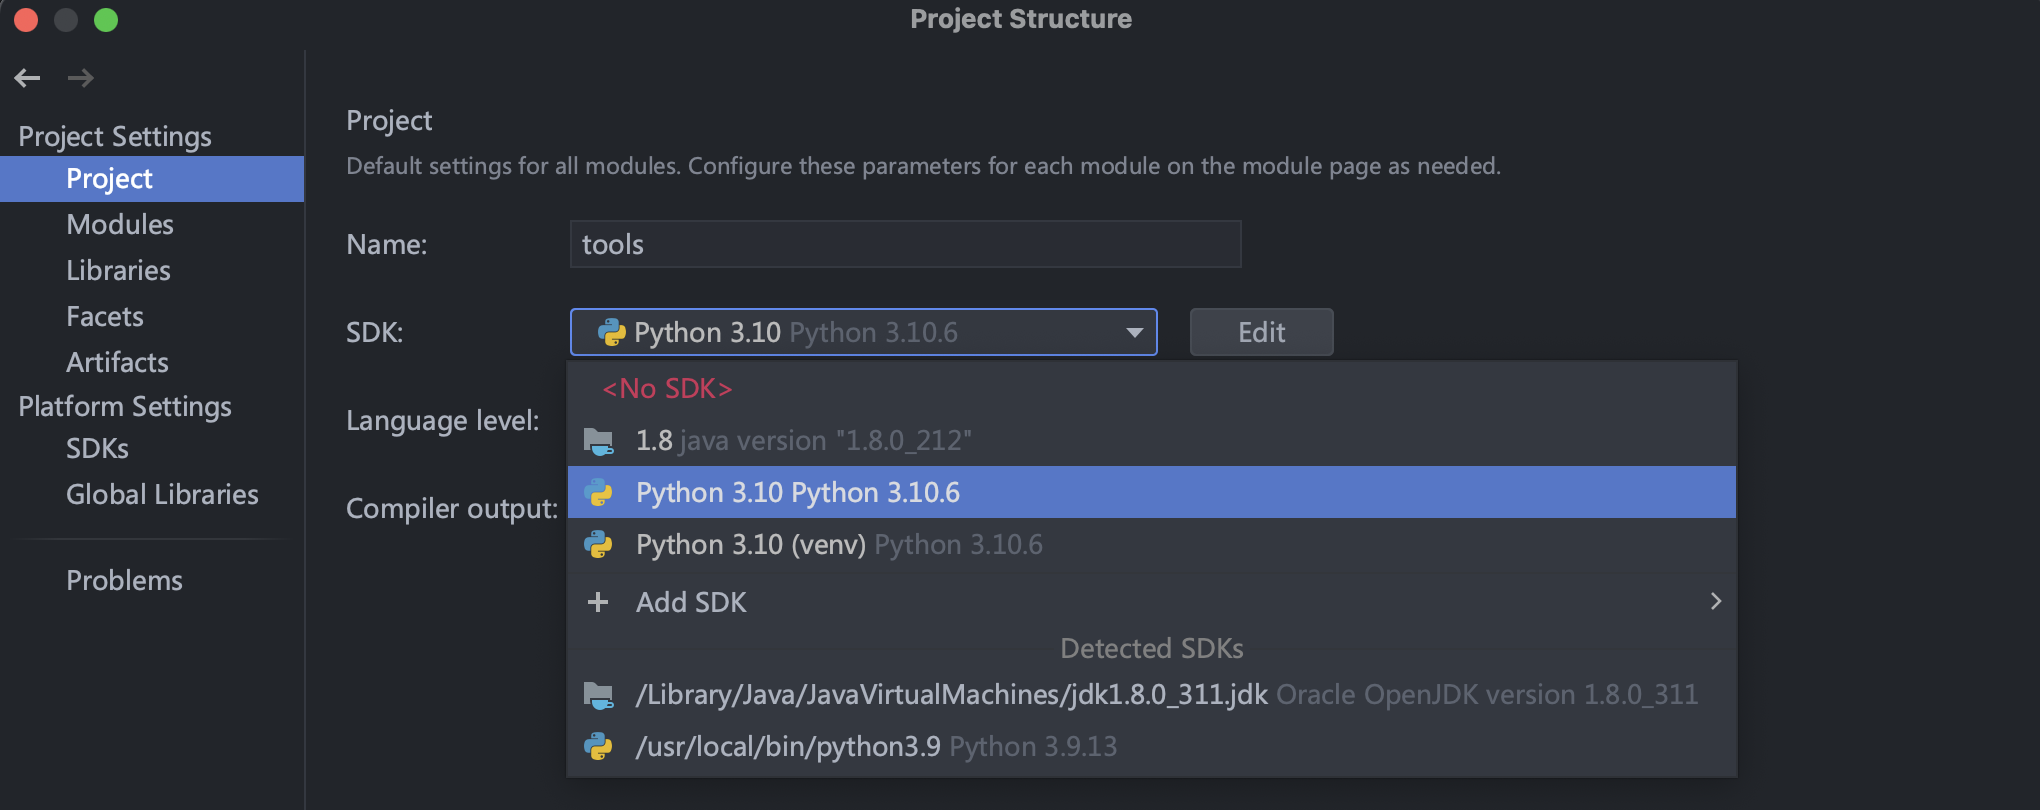 Project Structure
Project Settings
Project
Modules
Libraries
Facets
Artifacts
Platform Settings
SDKs
Global Libraries
Problems
Project
Default settings for all modules. Configure these parameters for each module on the module page as needed.
Name: tools
SDK: Python 3.10 Python 3.10.6 Edit
<No SDK>
Language level:
1.8 java version "1.8.0_212"
Python 3.10 Python 3.10.6
Compiler output:
Python 3.10 (venv) Python 3.10.6
Add SDK
Detected SDKs
/Library/Java/JavaVirtualMachines/jdk1.8.0_311.jdk Oracle OpenJDK version 1.8.0_311
/usr/local/bin/python3.9 Python 3.9.13